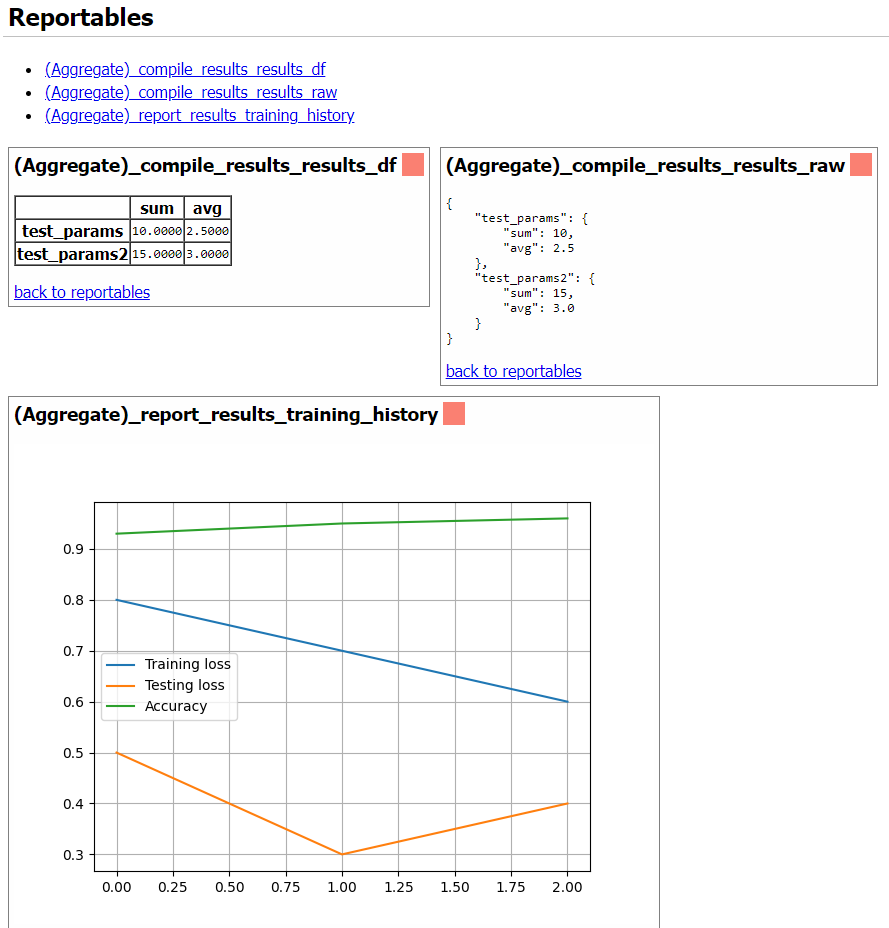 Reportables
(Aggregate)_compile_results_results_df
(Aggregate)_compile_results_results_raw
(Aggregate)_report_results_training_history
(Aggregate)_compile_results_results_df
sum avg
test_params 10.0000 2.5000
test_params2 15.0000 3.0000
back to reportables
(Aggregate)_compile_results_results_raw
{
    "test_params": {
        "sum": 10,
        "avg": 2.5
    },
    "test_params2": {
        "sum": 15,
        "avg": 3.0
    }
}
back to reportables
(Aggregate)_report_results_training_history
0.9
0.8
0.7
0.6
0.5
0.4
0.3
Training loss
Testing loss
Accuracy
0.00 0.25 0.50 0.75 1.00 1.25 1.50 1.75 2.00